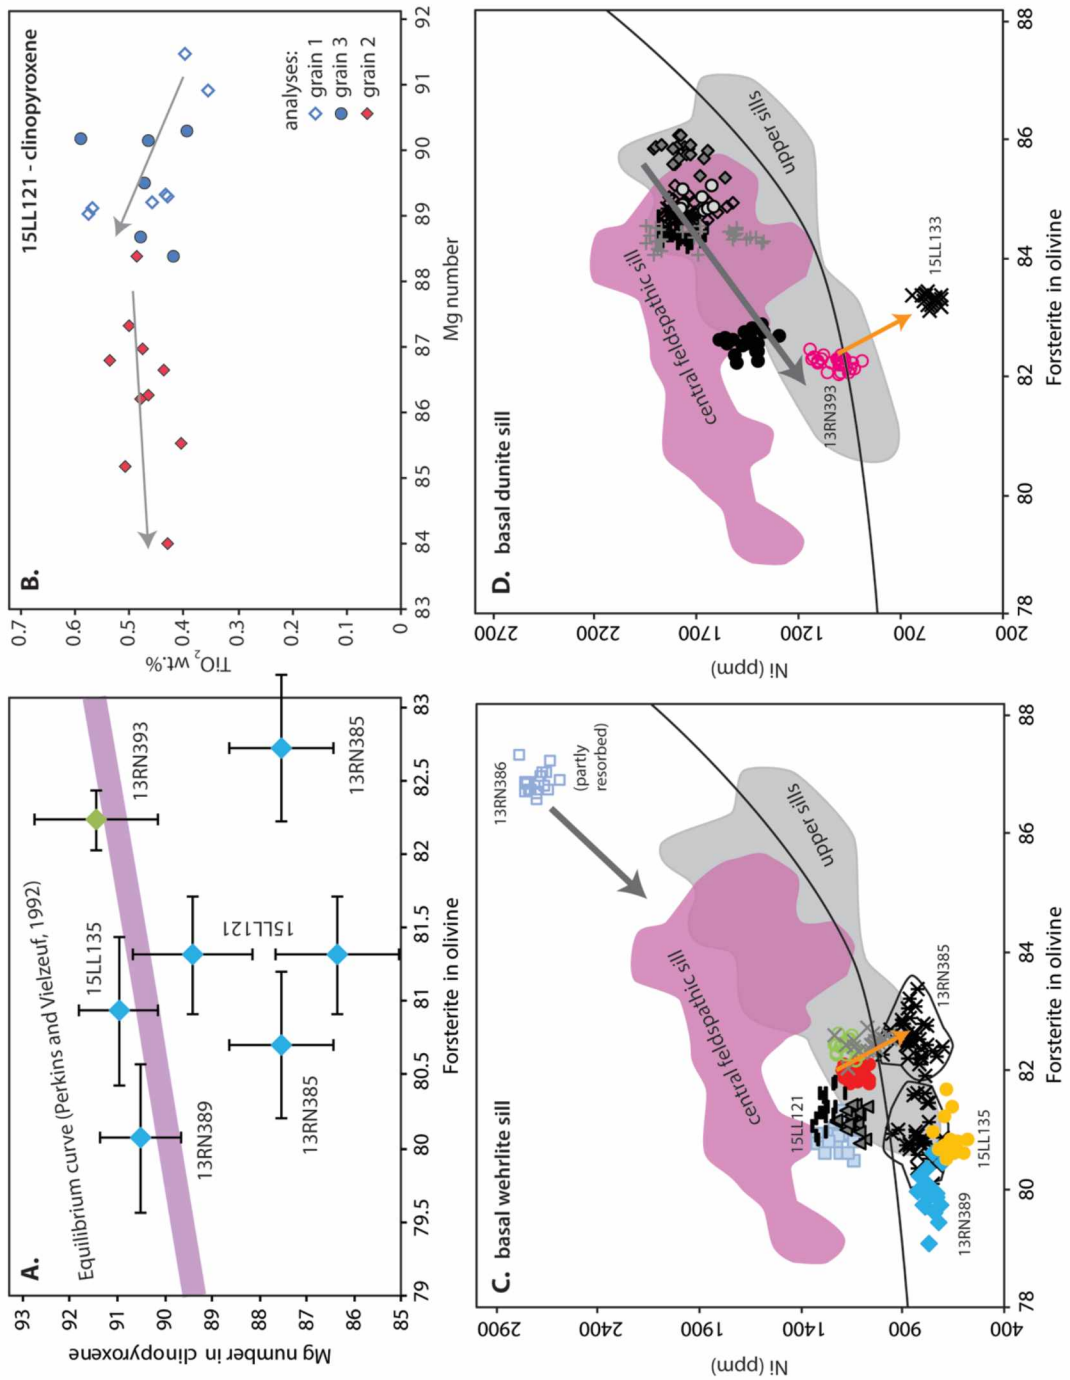 A.
Equilibrium curve (Perkins and Vielzeuf, 1992)
13RN389
15LL135
13RN385
15LL121
13RN393
13RN385
93
92
91
90
89
88
87
86
85
Mg number in clinopyroxene
79
79.5
80
80.5
81
81.5
82
82.5
83
Forsterite in olivine
B.
15LL121 - clinopyroxene
analyses:
grain 1
grain 3
grain 2
0.7
0.6
0.5
0.4
0.3
0.2
0.1
0
TiO2 wt.%
83
84
85
86
87
88
89
90
91
92
Mg number
C. basal wehrlite sill
13RN386
(partly
resorbed)
upper sills
central feldspathic sill
15LL121
13RN385
15LL135
13RN389
2900
2400
1900
1400
900
400
Ni (ppm)
78
80
82
84
86
88
Forsterite in olivine
D. basal dunite sill
upper sills
central feldspathic sill
13RN393
15LL133
2700
2200
1700
1200
700
200
Ni (ppm)
78
80
82
84
86
88
Forsterite in olivine